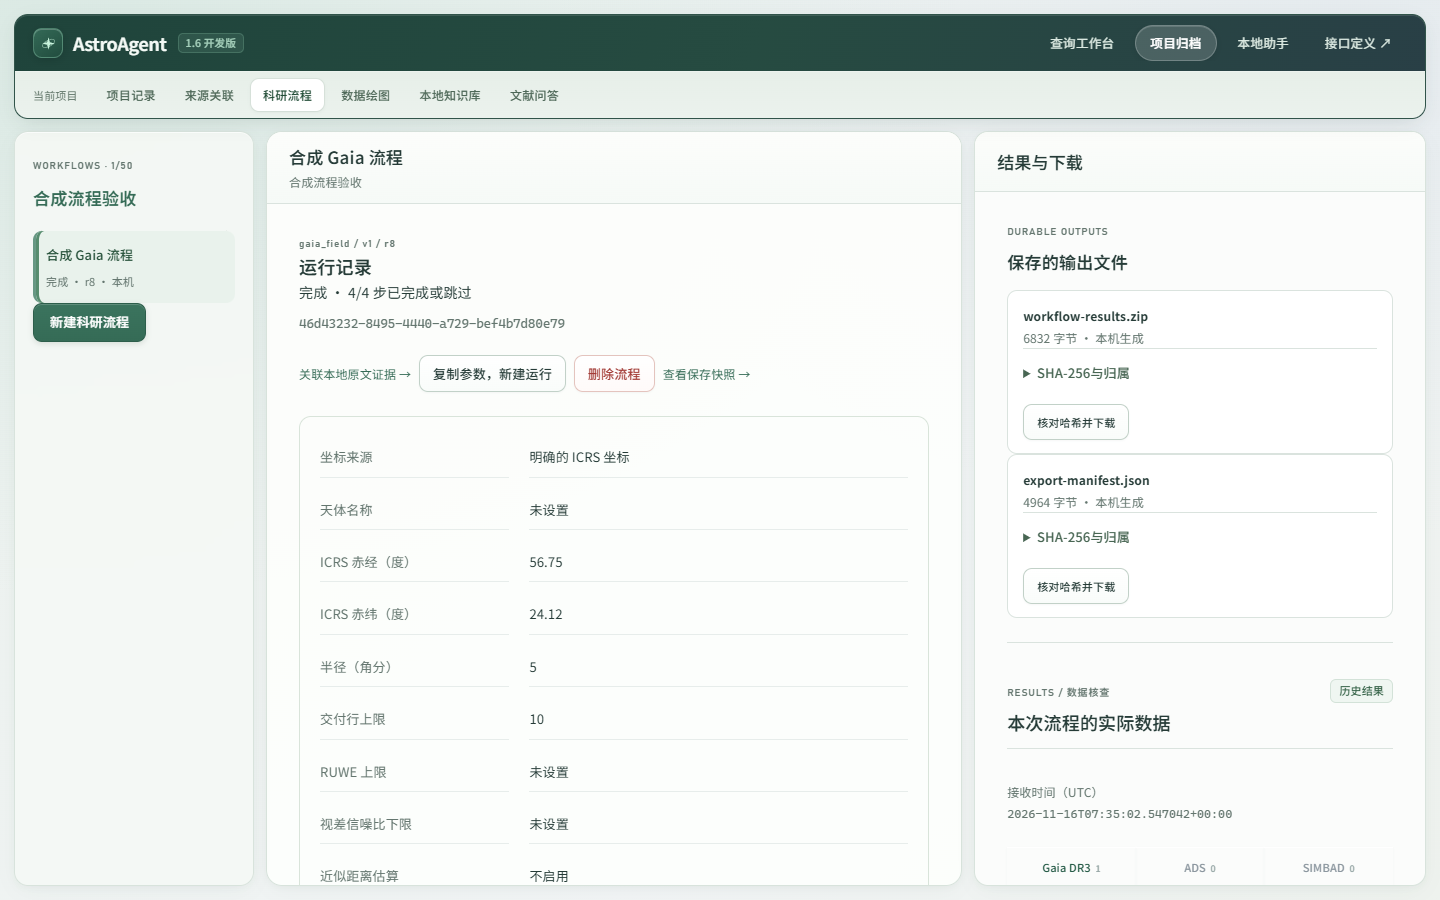 AstroAgent
1.6 开发版
查询工作台
项目归档
本地助手
接口定义 ↗
当前项目
项目记录
来源关联
科研流程
数据绘图
本地知识库
文献问答
WORKFLOWS · 1/50
合成流程验收
合成 Gaia 流程
完成 · r8 · 本机
新建科研流程
合成 Gaia 流程
合成流程验收
gaia_field / v1 / r8
运行记录
完成 · 4/4 步已完成或跳过
46d43232-8495-4440-a729-bef4b7d80e79
关联本地原文证据 →
复制参数，新建运行
删除流程
查看保存快照 →
坐标来源 明确的 ICRS 坐标
天体名称 未设置
ICRS 赤经（度） 56.75
ICRS 赤纬（度） 24.12
半径（角分） 5
交付行上限 10
RUWE 上限 未设置
视差信噪比下限 未设置
近似距离估算 不启用
结果与下载
DURABLE OUTPUTS
保存的输出文件
workflow-results.zip
6832 字节 · 本机生成
▶ SHA-256与归属
核对哈希并下载
export-manifest.json
4964 字节 · 本机生成
▶ SHA-256与归属
核对哈希并下载
RESULTS / 数据核查
历史结果
本次流程的实际数据
接收时间（UTC）
2026-11-16T07:35:02.547042+00:00
Gaia DR3 1
ADS 0
SIMBAD 0